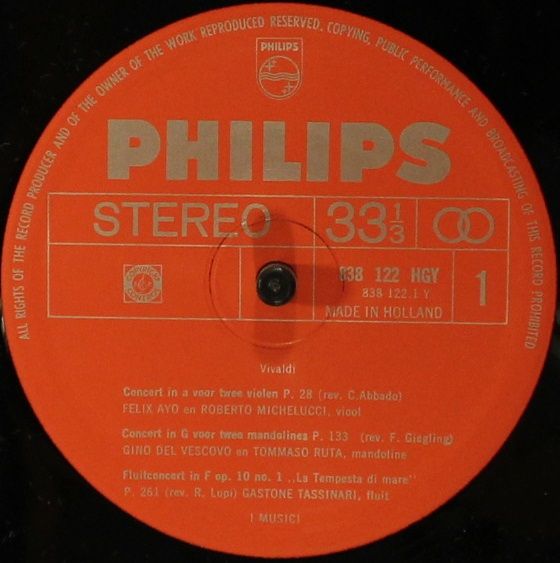 ALL RIGHTS OF THE RECORD PRODUCER AND OF THE OWNER OF THE WORK REPRODUCED RESERVED. COPYING, PUBLIC PERFORMANCE AND BROADCASTING OF THIS RECORD PROHIBITED
PHILIPS
PHILIPS
STEREO 33 1/3
838 122 HGY
838 122.1 Y
1
MADE IN HOLLAND
Vivaldi
Concert in a voor twee violen P. 28 (rev. C.Abbado)
FELIX AYO en ROBERTO MICHELUCCI, viool
Concert in G voor twee mandolines P. 133 (rev. F. Giegling)
GINO DEL VESCOVO en TOMMASO RUTA, mandoline
Fluitconcert in F op. 10 no. 1 ,,La Tempesta di mare"
P. 261 (rev. R. Lupi) GASTONE TASSINARI, fluit
I MUSICI